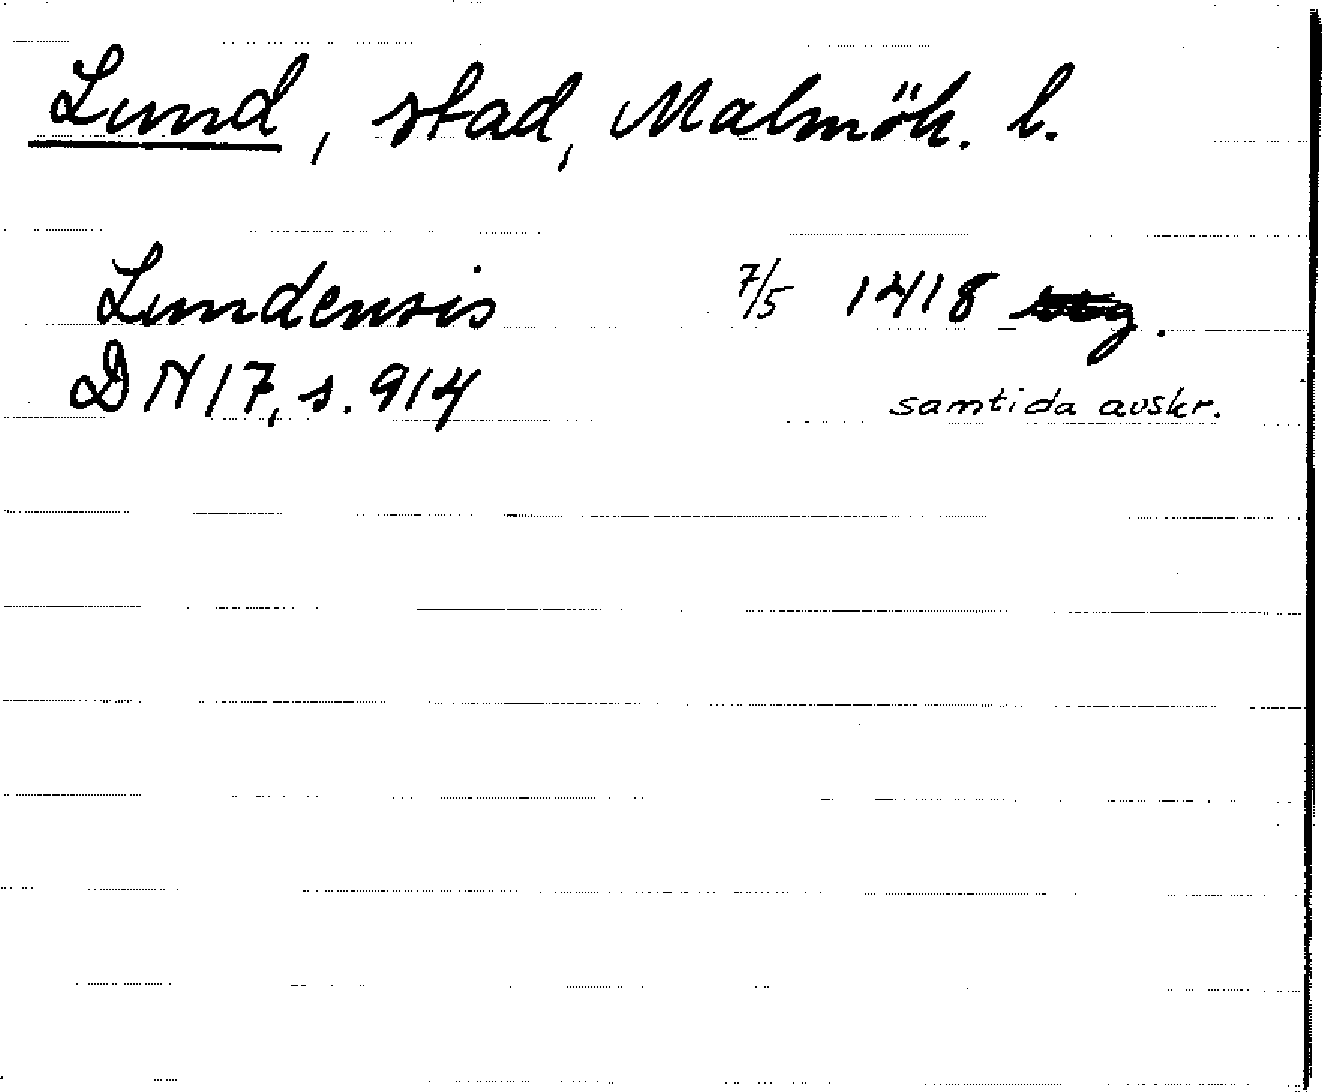 Lund, stad, Malmöh. l.
Lundensis 7/5 1418
DN 17, s. 914 samtida avskr.